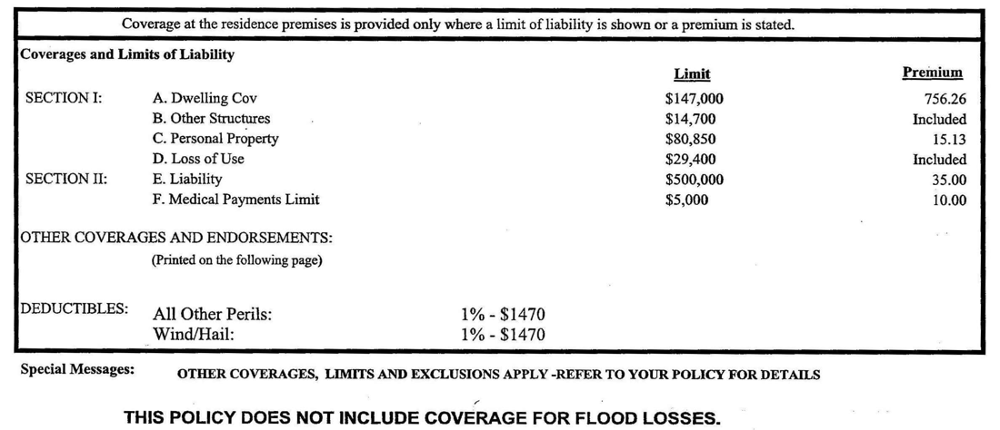 Coverage at the residence premises is provided only where a limit of liability is shown or a premium is stated.
Coverages and Limits of Liability
Limit Premium
SECTION I: A. Dwelling Cov $147,000 756.26
B. Other Structures $14,700 Included
C. Personal Property $80,850 15.13
D. Loss of Use $29,400 Included
SECTION II: E. Liability $500,000 35.00
F. Medical Payments Limit $5,000 10.00
OTHER COVERAGES AND ENDORSEMENTS:
(Printed on the following page)
DEDUCTIBLES: All Other Perils: 1% - $1470
Wind/Hail: 1% - $1470
Special Messages: OTHER COVERAGES, LIMITS AND EXCLUSIONS APPLY -REFER TO YOUR POLICY FOR DETAILS
THIS POLICY DOES NOT INCLUDE COVERAGE FOR FLOOD LOSSES.